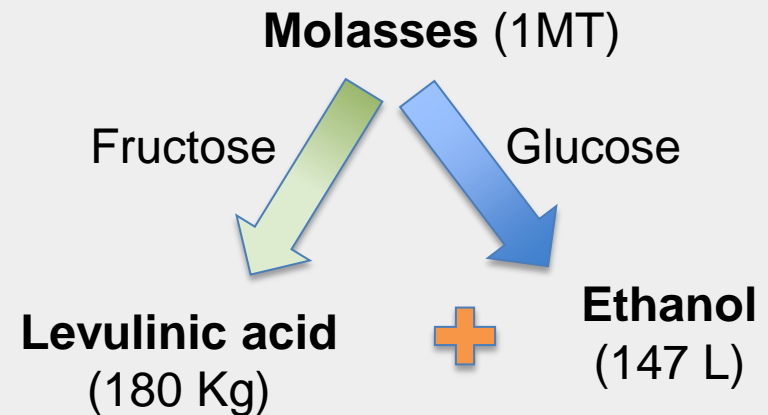 Molasses (1MT)
Fructose
Glucose
Levulinic acid
(180 Kg)
Ethanol
(147 L)